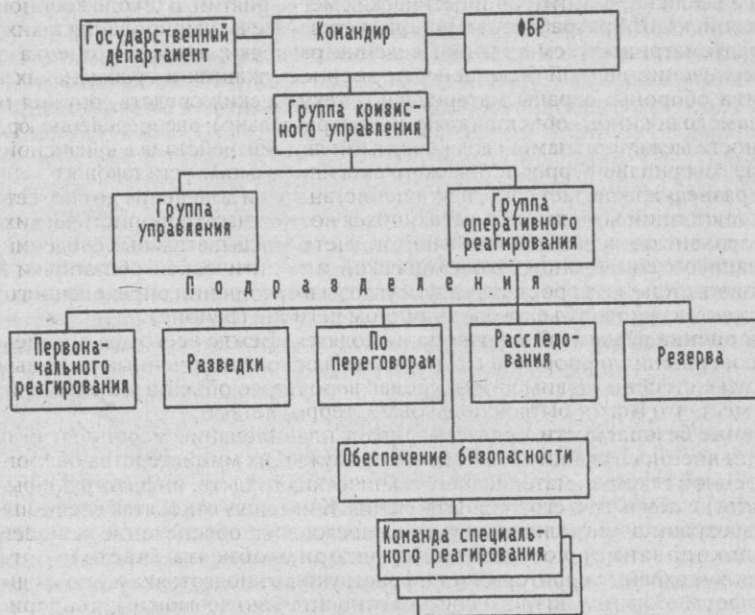 Государственный
департамент
Командир
ФБР
Группа кризис-
ного управления
Группа
управления
Группа
оперативного
реагирования
Подразделения
Первона-
чального
реагирования
Разведки
По
переговорам
Расследо-
вания
Резерва
Обеспечение безопасности
Команда специаль-
ного реагирования